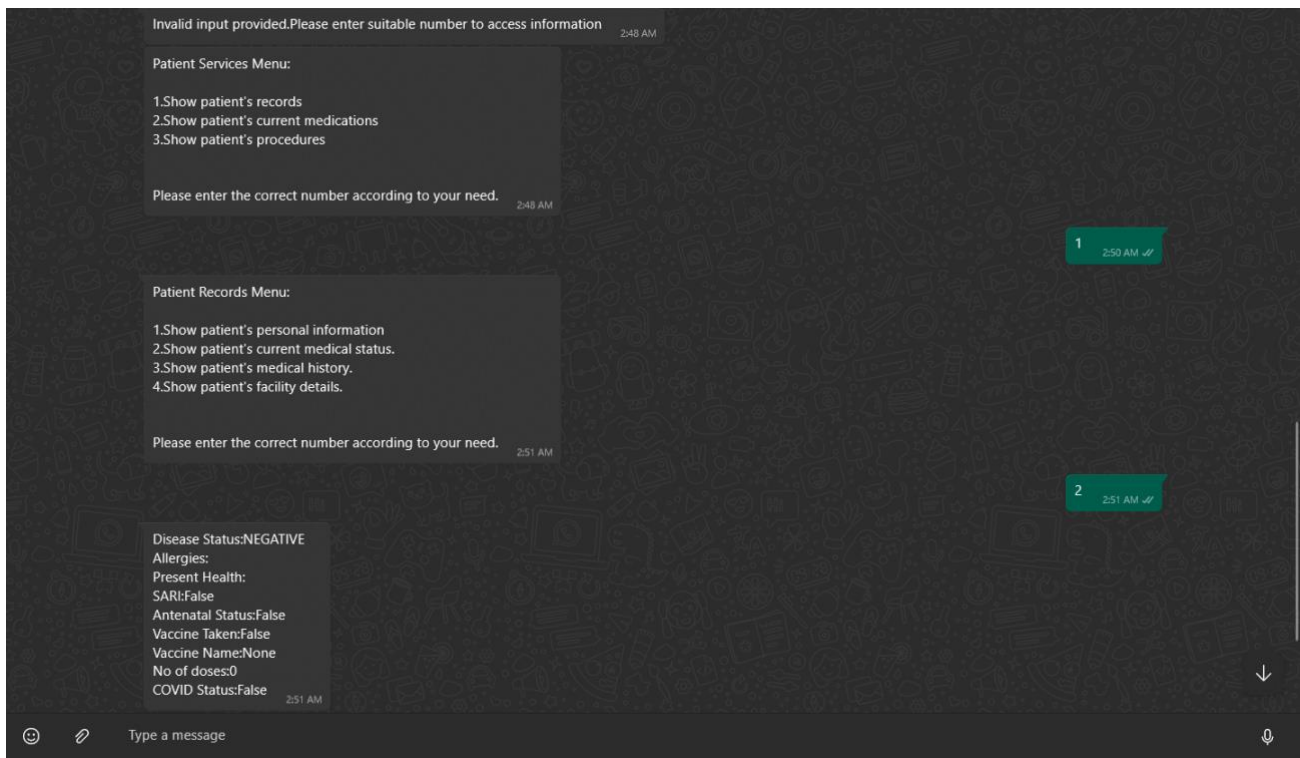 Invalid input provided.Please enter suitable number to access information
2:48 AM
Patient Services Menu:
1.Show patient's records
2.Show patient's current medications
3.Show patient's procedures
Please enter the correct number according to your need.
2:48 AM
1
2:50 AM
Patient Records Menu:
1.Show patient's personal information
2.Show patient's current medical status.
3.Show patient's medical history.
4.Show patient's facility details.
Please enter the correct number according to your need.
2:51 AM
2
2:51 AM
Disease Status:NEGATIVE
Allergies:
Present Health:
SARI:False
Antenatal Status:False
Vaccine Taken:False
Vaccine Name:None
No of doses:0
COVID Status:False
2:51 AM
Type a message